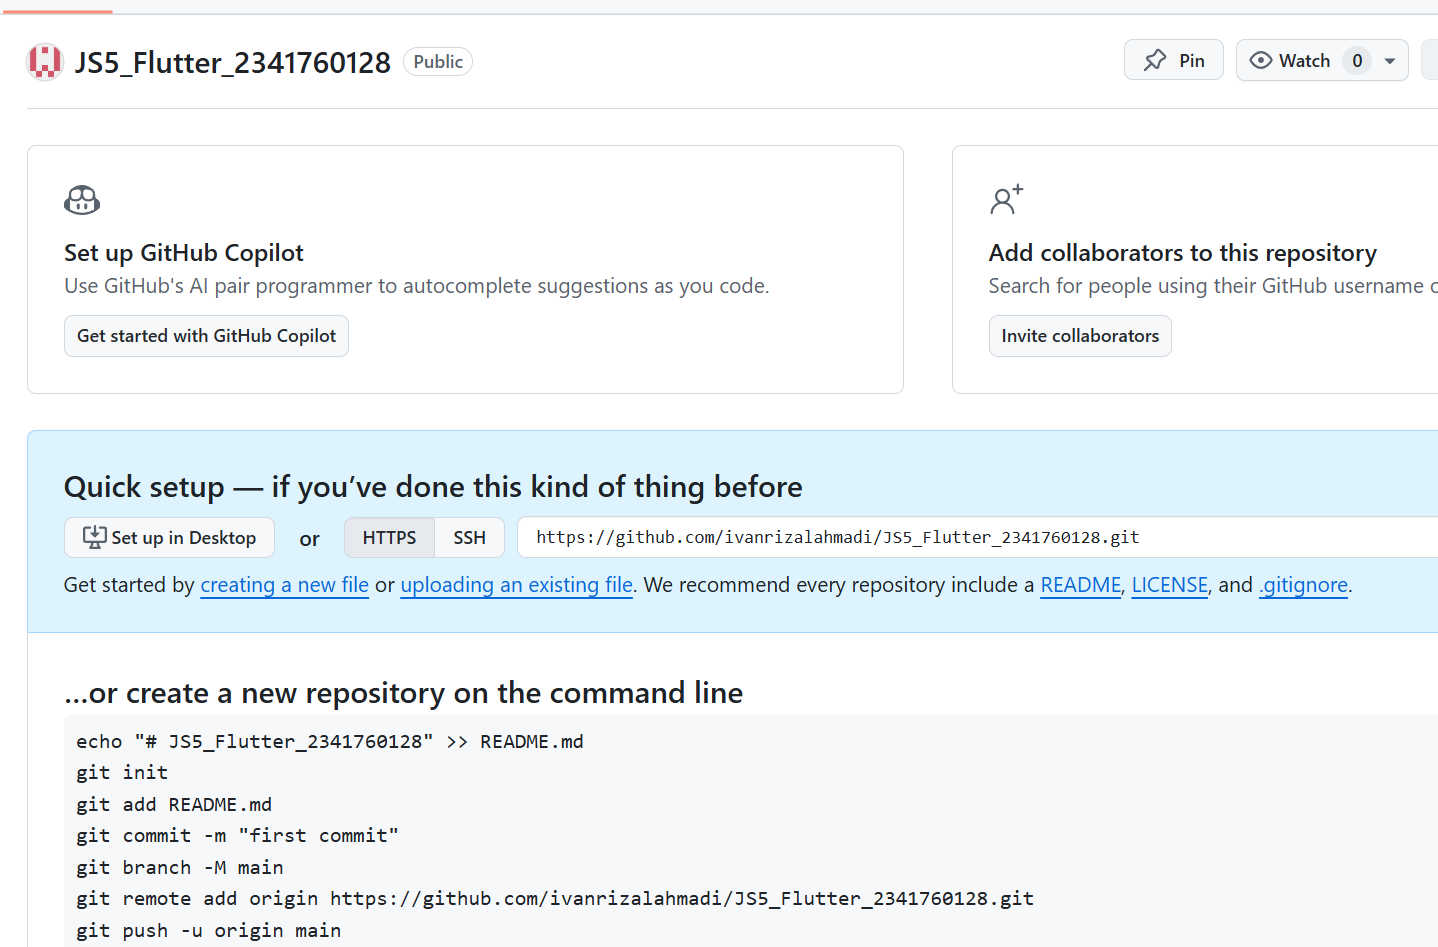 JS5_Flutter_2341760128 Public
Pin
Watch 0
Set up GitHub Copilot
Use GitHub's AI pair programmer to autocomplete suggestions as you code.
Get started with GitHub Copilot
Add collaborators to this repository
Search for people using their GitHub username
Invite collaborators
Quick setup — if you’ve done this kind of thing before
Set up in Desktop or HTTPS SSH https://github.com/ivanrizalahmadi/JS5_Flutter_2341760128.git
Get started by creating a new file or uploading an existing file. We recommend every repository include a README, LICENSE, and .gitignore.
…or create a new repository on the command line
echo "# JS5_Flutter_2341760128" >> README.md
git init
git add README.md
git commit -m "first commit"
git branch -M main
git remote add origin https://github.com/ivanrizalahmadi/JS5_Flutter_2341760128.git
git push -u origin main